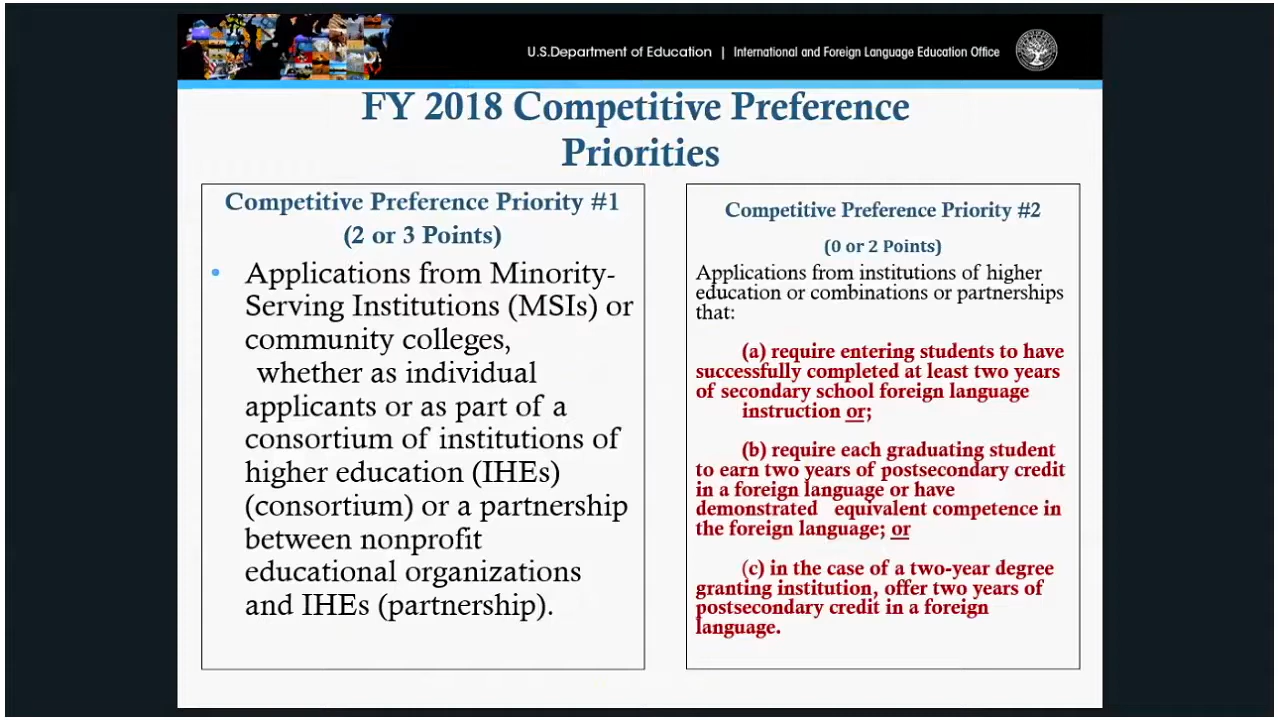 U.S.Department of Education | International and Foreign Language Education Office
FY 2018 Competitive Preference
Priorities
Competitive Preference Priority #1
(2 or 3 Points)
• Applications from Minority-
Serving Institutions (MSIs) or
community colleges,
whether as individual
applicants or as part of a
consortium of institutions of
higher education (IHEs)
(consortium) or a partnership
between nonprofit
educational organizations
and IHEs (partnership).
Competitive Preference Priority #2
(0 or 2 Points)
Applications from institutions of higher
education or combinations or partnerships
that:
(a) require entering students to have
successfully completed at least two years
of secondary school foreign language
instruction or;
(b) require each graduating student
to earn two years of postsecondary credit
in a foreign language or have
demonstrated equivalent competence in
the foreign language; or
(c) in the case of a two-year degree
granting institution, offer two years of
postsecondary credit in a foreign
language.